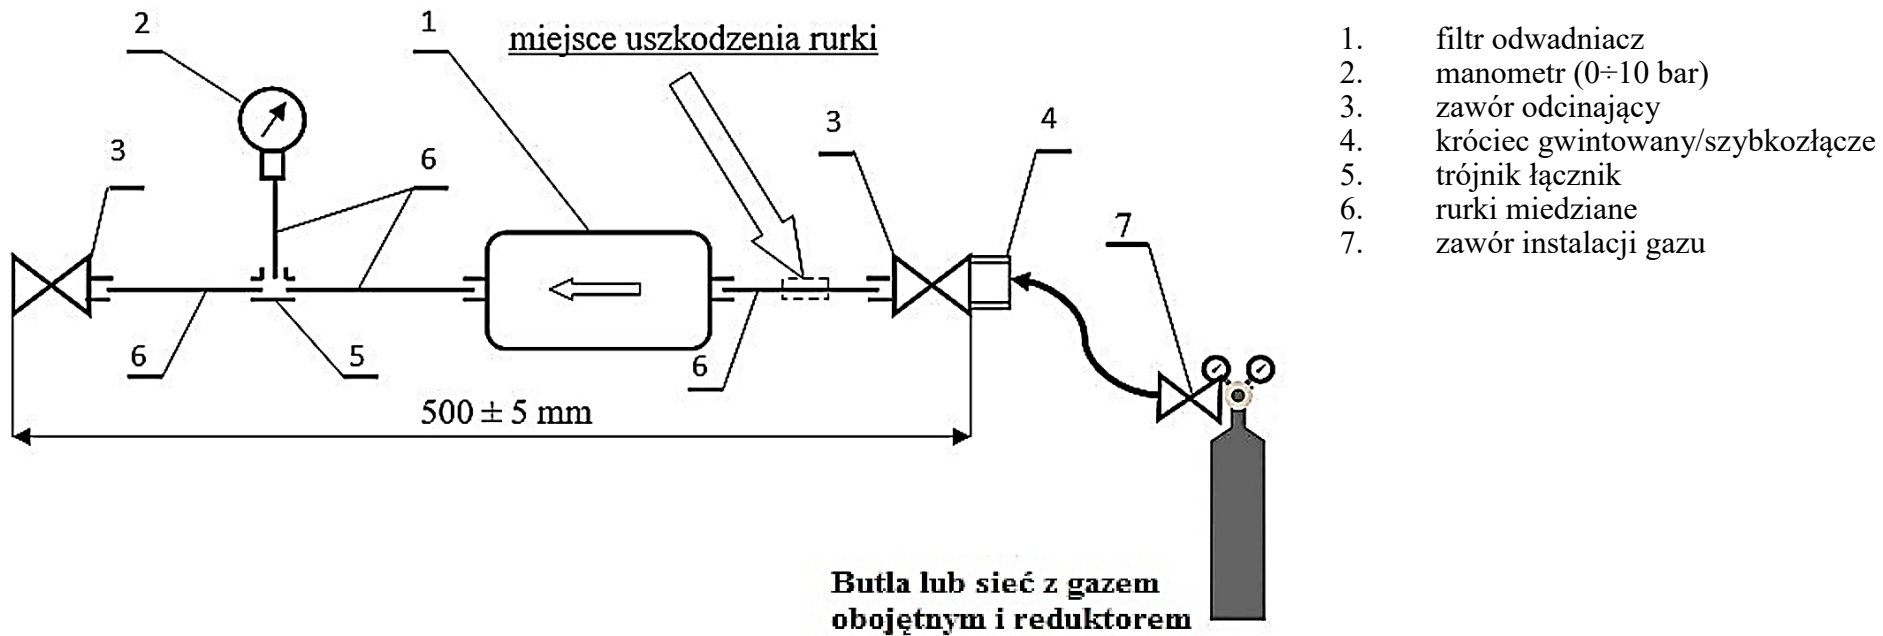 2
1
miejsce uszkodzenia rurki
3
4
3
6
7
6
5
6
500 ± 5 mm
Butla lub sieć z gazem
obojętnym i reduktorem
1. filtr odwadniacz
2. manometr (0÷10 bar)
3. zawór odcinający
4. króciec gwintowany/szybkozłącze
5. trójnik łącznik
6. rurki miedziane
7. zawór instalacji gazu